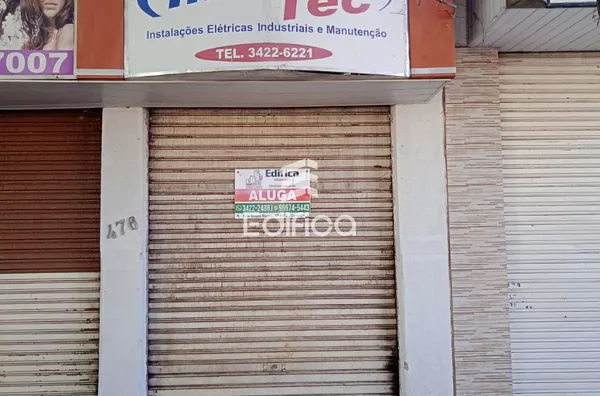 Tec
Instalações Elétricas Industriais e Manutenção
TEL. 3422-6221
7007
Edifica
ALUGA
3422-2488 99974-5443
478
Edifica